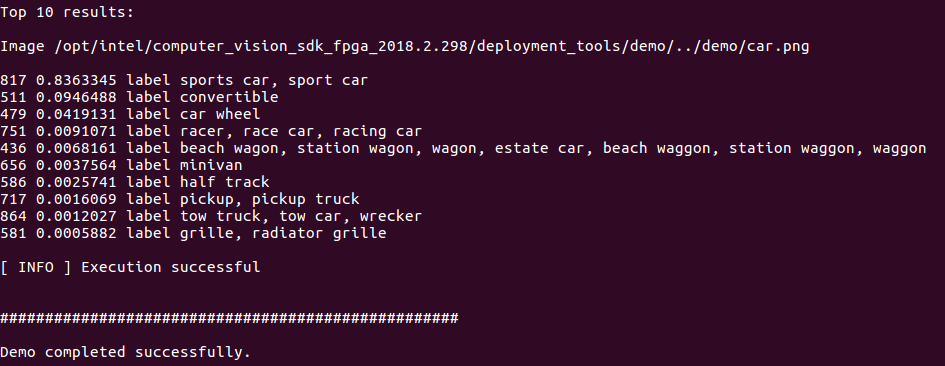 Top 10 results:
Image /opt/intel/computer_vision_sdk_fpga_2018.2.298/deployment_tools/demo/../demo/car.png
817 0.8363345 label sports car, sport car
511 0.0946488 label convertible
479 0.0419131 label car wheel
751 0.0091071 label racer, race car, racing car
436 0.0068161 label beach wagon, station wagon, wagon, estate car, beach waggon, station waggon, waggon
656 0.0037564 label minivan
586 0.0025741 label half track
717 0.0016069 label pickup, pickup truck
864 0.0012027 label tow truck, tow car, wrecker
581 0.0005882 label grille, radiator grille
[ INFO ] Execution successful
###################################################
Demo completed successfully.